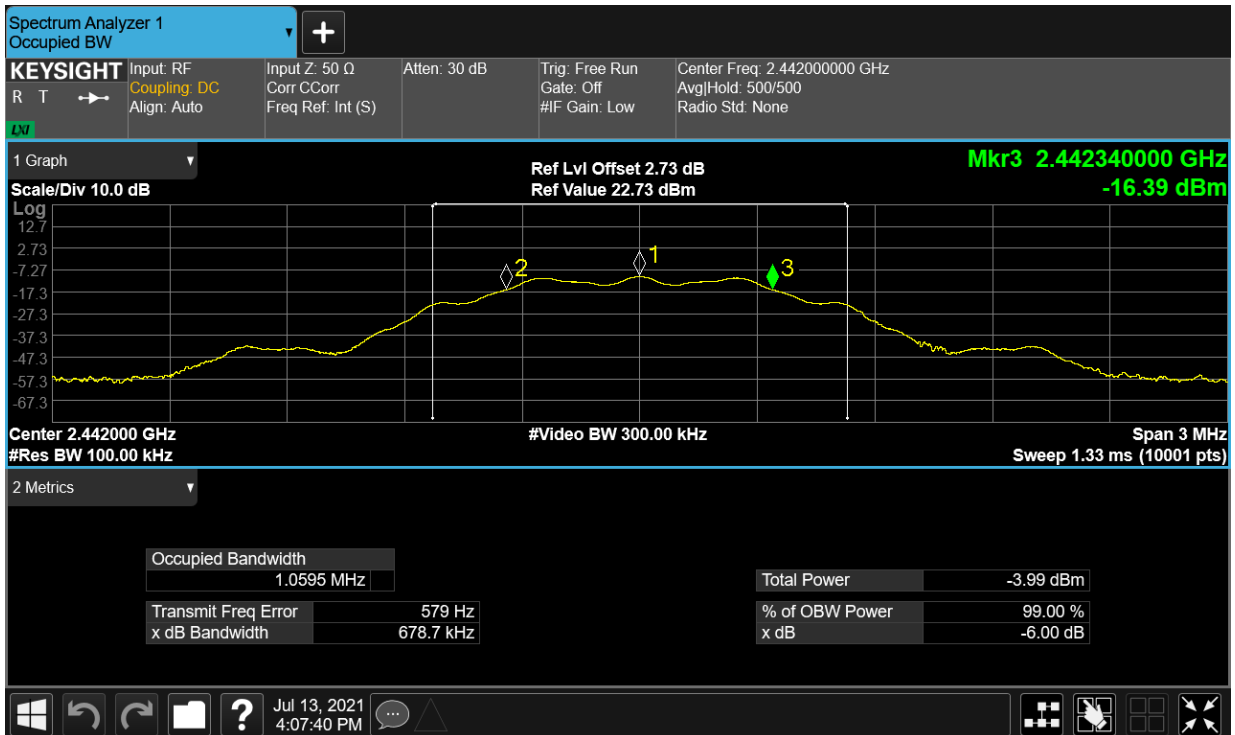 Spectrum Analyzer 1
Occupied BW
▼
+
KEYSIGHT
R T
LXI
Input: RF
Coupling: DC
Align: Auto
Input Z: 50 Ω
Corr CCorr
Freq Ref: Int (S)
Atten: 30 dB
Trig: Free Run
Gate: Off
#IF Gain: Low
Center Freq: 2.442000000 GHz
Avg|Hold: 500/500
Radio Std: None
1 Graph ▼
Scale/Div 10.0 dB
Ref Lvl Offset 2.73 dB
Ref Value 22.73 dBm
Mkr3 2.442340000 GHz
-16.39 dBm
Log
12.7
2.73
-7.27
-17.3
-27.3
-37.3
-47.3
-57.3
-67.3
2
1
3
Center 2.442000 GHz
#Res BW 100.00 kHz
#Video BW 300.00 kHz
Span 3 MHz
Sweep 1.33 ms (10001 pts)
2 Metrics ▼
Occupied Bandwidth
1.0595 MHz
Transmit Freq Error 579 Hz
x dB Bandwidth 678.7 kHz
Total Power -3.99 dBm
% of OBW Power 99.00 %
x dB -6.00 dB
?
Jul 13, 2021
4:07:40 PM